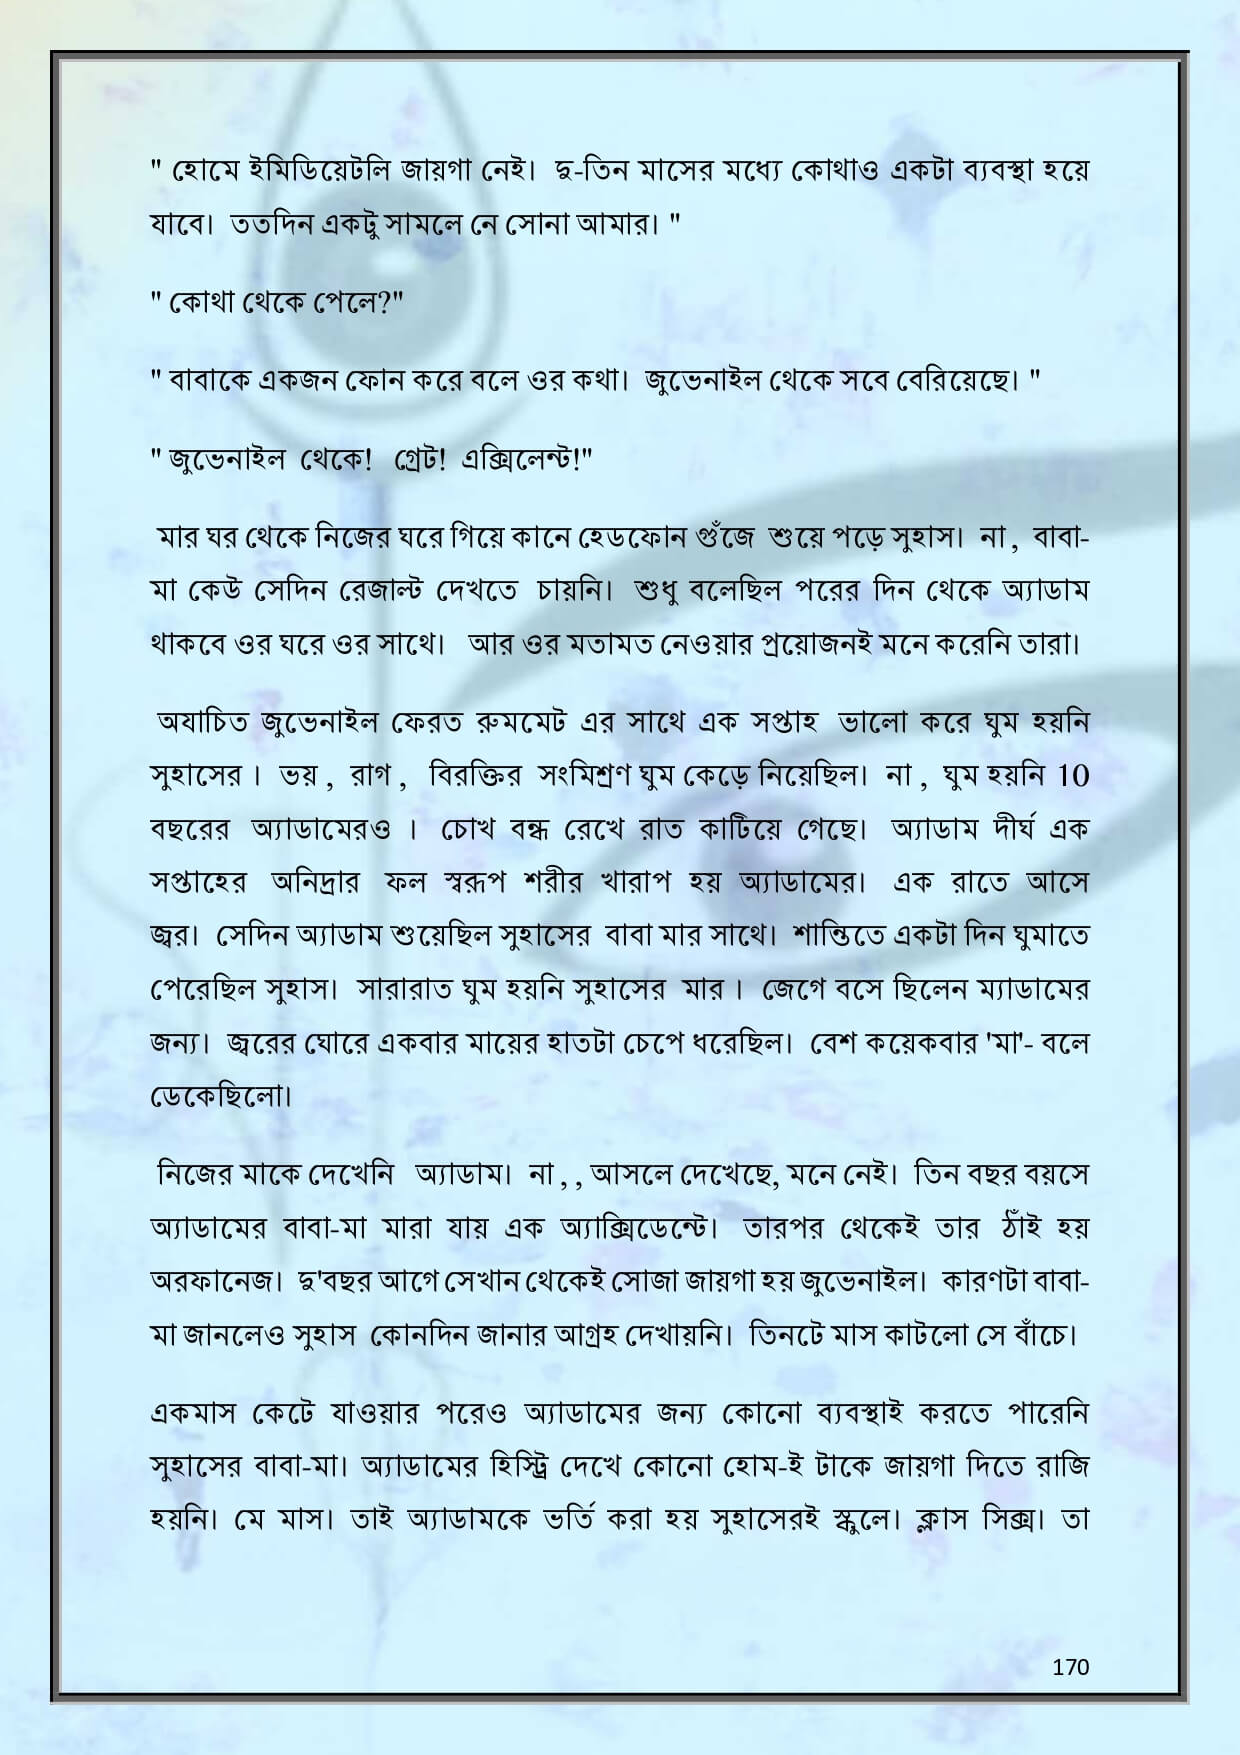 " হোমে ইমিডিয়েটলি জায়গা নেই। দু-তিন মাসের মধ্যে কোথাও একটা ব্যবস্থা হয়ে
যাবে। ততদিন একটু সামলে নে সোনা আমার। "
" কোথা থেকে পেলে?"
" বাবাকে একজন ফোন করে বলে ওর কথা। জুভেনাইল থেকে সবে বেরিয়েছে। "
" জুভেনাইল থেকে! গ্রেট! এক্সিলেন্ট!"
মার ঘর থেকে নিজের ঘরে গিয়ে কানে হেডফোন গুঁজে শুয়ে পড়ে সুহাস। না , বাবা-
মা কেউ সেদিন রেজাল্ট দেখতে চায়নি। শুধু বলেছিল পরের দিন থেকে অ্যাডাম
থাকবে ওর ঘরে ওর সাথে। আর ওর মতামত নেওয়ার প্রয়োজনই মনে করেনি তারা।
অযাচিত জুভেনাইল ফেরত রুমমেট এর সাথে এক সপ্তাহ ভালো করে ঘুম হয়নি
সুহাসের । ভয় , রাগ , বিরক্তির সংমিশ্রণ ঘুম কেড়ে নিয়েছিল। না , ঘুম হয়নি 10
বছরের অ্যাডামেরও । চোখ বন্ধ রেখে রাত কাটিয়ে গেছে। অ্যাডাম দীর্ঘ এক
সপ্তাহের অনিদ্রার ফল স্বরূপ শরীর খারাপ হয় অ্যাডামের। এক রাতে আসে
জ্বর। সেদিন অ্যাডাম শুয়েছিল সুহাসের বাবা মার সাথে। শান্তিতে একটা দিন ঘুমাতে
পেরেছিল সুহাস। সারারাত ঘুম হয়নি সুহাসের মার । জেগে বসে ছিলেন ম্যাডামের
জন্য। জ্বরের ঘোরে একবার মায়ের হাতটা চেপে ধরেছিল। বেশ কয়েকবার 'মা'- বলে
ডেকেছিলো।
নিজের মাকে দেখেনি অ্যাডাম। না , , আসলে দেখেছে, মনে নেই। তিন বছর বয়সে
অ্যাডামের বাবা-মা মারা যায় এক অ্যাক্সিডেন্টে। তারপর থেকেই তার ঠাঁই হয়
অরফানেজ। দু'বছর আগে সেখান থেকেই সোজা জায়গা হয় জুভেনাইল। কারণটা বাবা-
মা জানলেও সুহাস কোনদিন জানার আগ্রহ দেখায়নি। তিনটে মাস কাটলো সে বাঁচে।
একমাস কেটে যাওয়ার পরেও অ্যাডামের জন্য কোনো ব্যবস্থাই করতে পারেনি
সুহাসের বাবা-মা। অ্যাডামের হিস্ট্রি দেখে কোনো হোম-ই টাকে জায়গা দিতে রাজি
হয়নি। মে মাস। তাই অ্যাডামকে ভর্তি করা হয় সুহাসেরই স্কুলে। ক্লাস সিক্স। তা
170